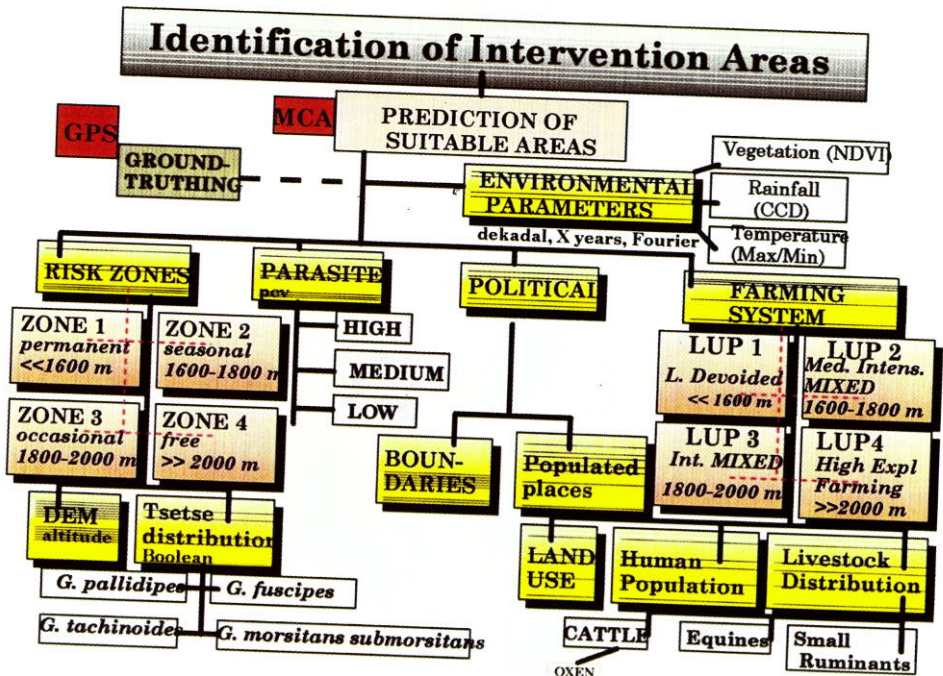 Identification of Intervention Areas
GPS
MCA
PREDICTION OF
SUITABLE AREAS
GROUND-
TRUTHING
ENVIRONMENTAL
PARAMETERS
dekadal, X years, Fourier
Vegetation (NDVI)
Rainfall
(CCD)
Temperature
(Max/Min)
RISK ZONES
PARASITE
pcv
POLITICAL
FARMING
SYSTEM
ZONE 1
permanent
<<1600 m
ZONE 2
seasonal
1600-1800 m
ZONE 3
occasional
1800-2000 m
ZONE 4
free
>> 2000 m
HIGH
MEDIUM
LOW
LUP 1
L. Devoided
<< 1600 m
LUP 2
Med. Intens.
MIXED
1600-1800 m
LUP 3
Int. MIXED
1800-2000 m
LUP4
High Expl
Farming
>>2000 m
BOUN-
DARIES
Populated
places
DEM
altitude
Tsetse
distribution
Boolean
LAND
USE
Human
Population
Livestock
Distribution
G. pallidipes
G. fuscipes
G. tachinoides
G. morsitans submorsitans
CATTLE
OXEN
Equines
Small
Ruminants